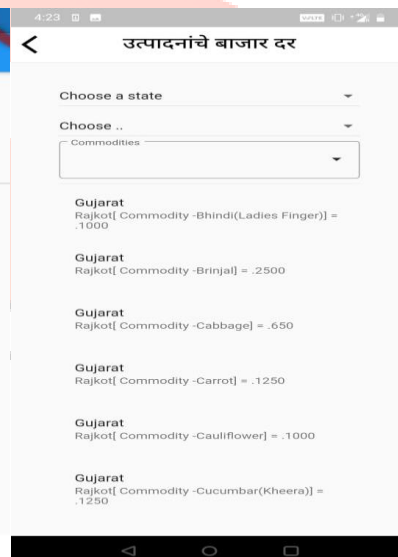 4:23
उत्पादनांचे बाजार दर
Choose a state
Choose ..
Commodities
Gujarat
Rajkot[ Commodity -Bhindi(Ladies Finger)] =
.1000
Gujarat
Rajkot[ Commodity -Brinjal] = .2500
Gujarat
Rajkot[ Commodity -Cabbage] = .650
Gujarat
Rajkot[ Commodity -Carrot] = .1250
Gujarat
Rajkot[ Commodity -Cauliflower] = .1000
Gujarat
Rajkot[ Commodity -Cucumbar(Kheera)] =
.1250